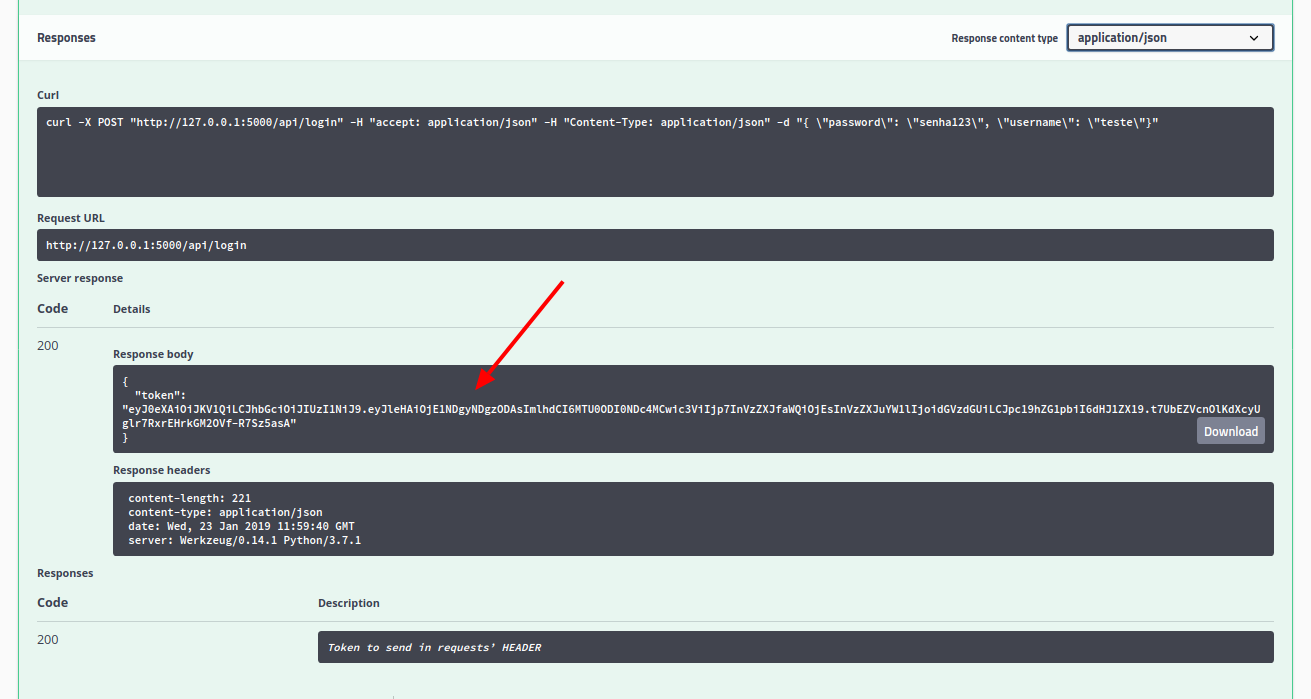 Responses
Response content type
application/json
Curl
curl -X POST "http://127.0.0.1:5000/api/login" -H "accept: application/json" -H "Content-Type: application/json" -d "{ \"password\": \"senha123\", \"username\": \"teste\"}"
Request URL
http://127.0.0.1:5000/api/login
Server response
Code Details
200
Response body
{
"token":
"eyJ0eXAiOiJKV1QiLCJhbGciOiJIUzI1NiJ9.eyJleHAiOjE1NDgyNDgzODAsImlhdCI6MTU0ODI0NDc4MCwic3ViIjp7InVzZXJfaWQiOjEsInVzZXJuYW1lIjoidGVzdGUiLCJpc19hZG1pbiI6dHJ1ZX19.t7UbEZVcnOlKdXcyU
glr7RxrEHrkGM2OVf-R7Sz5asA"
}
Download
Response headers
content-length: 221
content-type: application/json
date: Wed, 23 Jan 2019 11:59:40 GMT
server: Werkzeug/0.14.1 Python/3.7.1
Responses
Code Description
200
Token to send in requests' HEADER